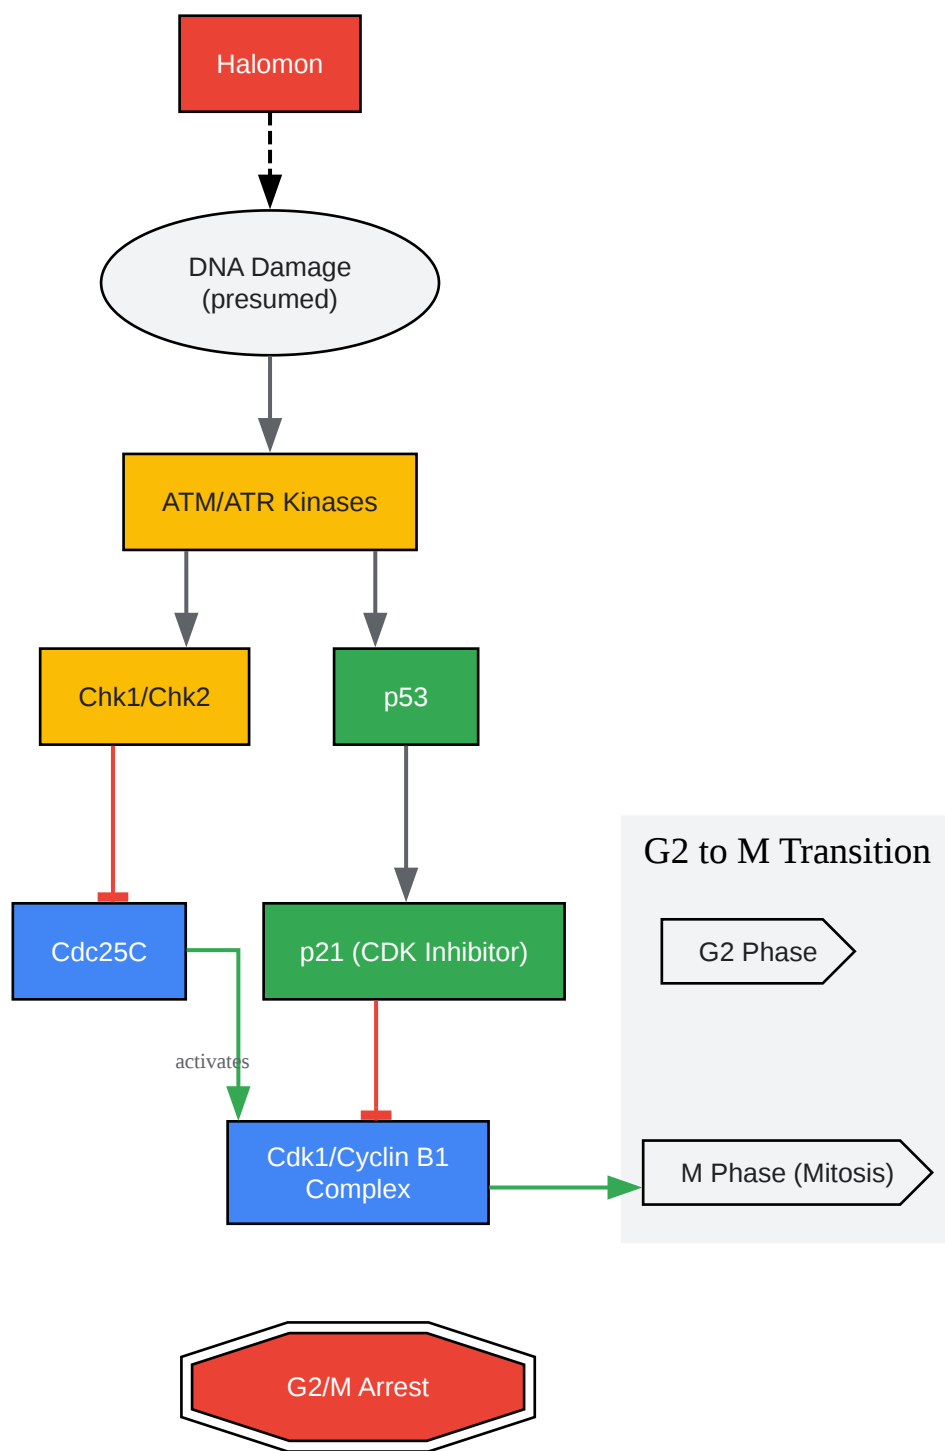 Halomon
DNA Damage
(presumed)
ATM/ATR Kinases
Chk1/Chk2
p53
G2 to M Transition
Cdc25C
p21 (CDK Inhibitor)
G2 Phase
activates
Cdk1/Cyclin B1
Complex
M Phase (Mitosis)
G2/M Arrest